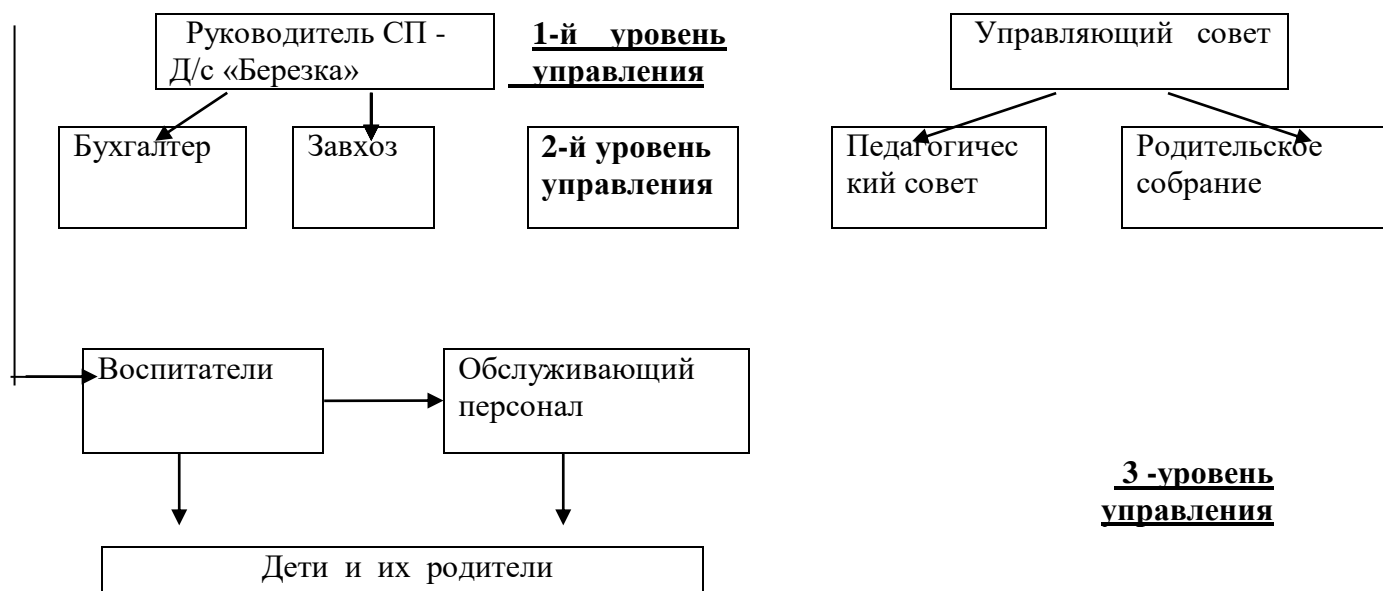 Руководитель СП -
Д/с «Березка»
1-й уровень
управления
Управляющий совет
Бухгалтер
Завхоз
2-й уровень
управления
Педагогичес
кий совет
Родительское
собрание
Воспитатели
Обслуживающий
персонал
3 -уровень
управления
Дети и их родители